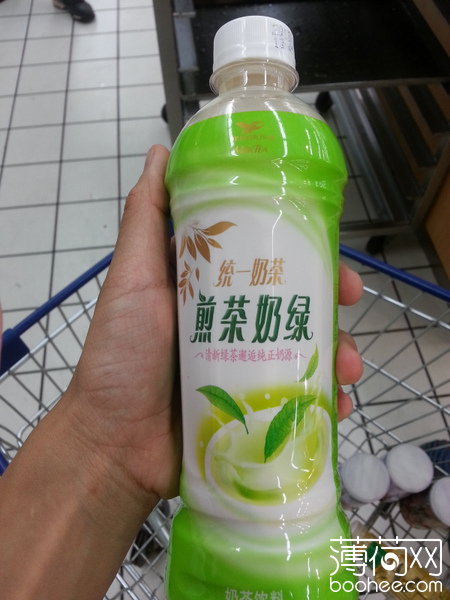 统一奶茶
煎茶奶绿
清新绿茶邂逅纯正奶源
奶茶饮料
薄荷网
boohee.com